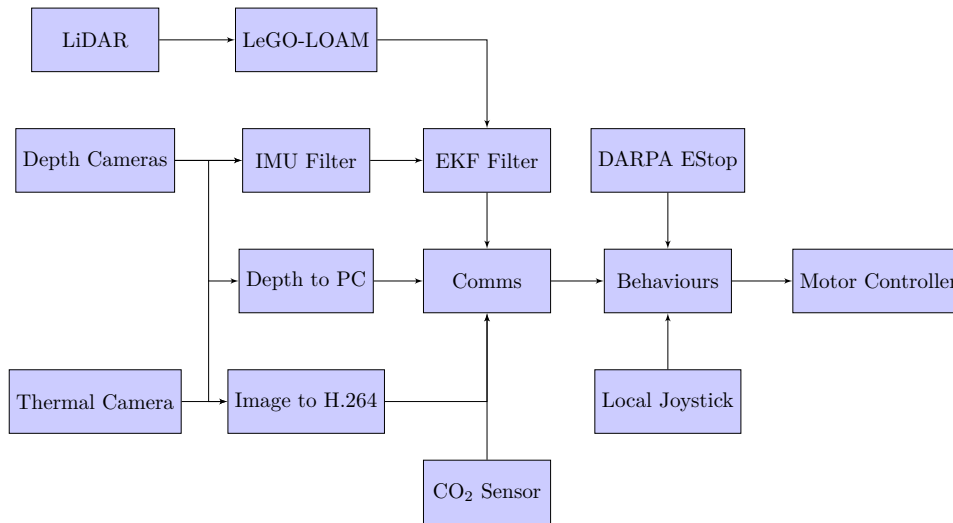 LiDAR
LeGO-LOAM
Depth Cameras
IMU Filter
EKF Filter
DARPA EStop
Depth to PC
Comms
Behaviours
Motor Controller
Thermal Camera
Image to H.264
Local Joystick
CO₂ Sensor